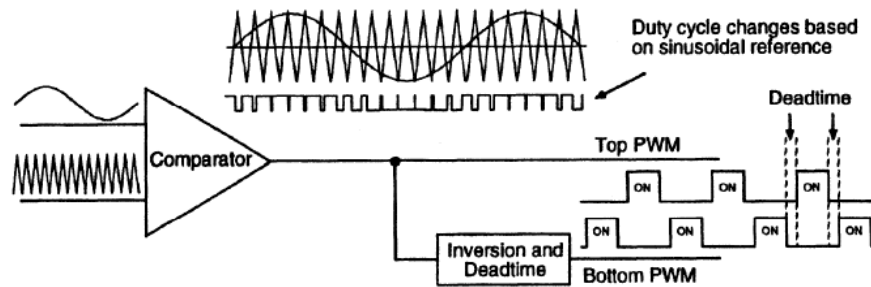 Duty cycle changes based
on sinusoidal reference
Deadtime
Comparator
Top PWM
ON ON ON
ON ON ON ON
Inversion and
Deadtime
Bottom PWM